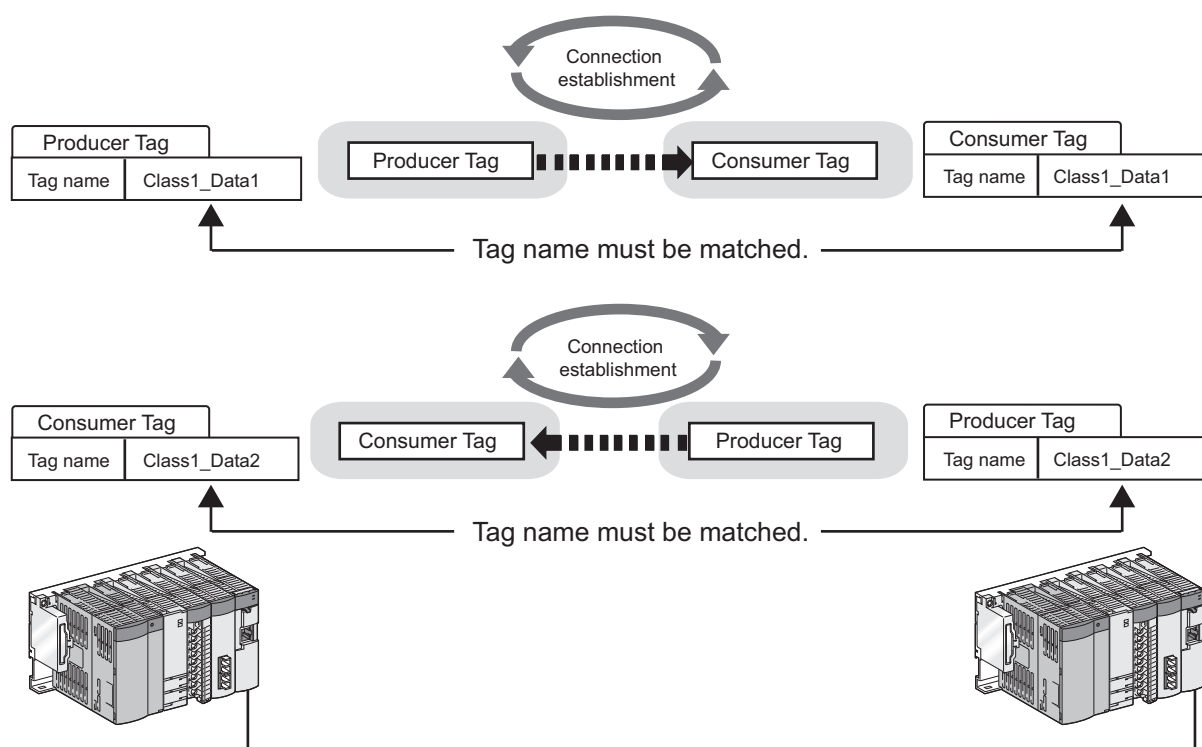 Connection
establishment
Producer Tag
Tag name Class1_Data1
Producer Tag
Consumer Tag
Consumer Tag
Tag name Class1_Data1
Tag name must be matched.
Connection
establishment
Consumer Tag
Tag name Class1_Data2
Consumer Tag
Producer Tag
Producer Tag
Tag name Class1_Data2
Tag name must be matched.